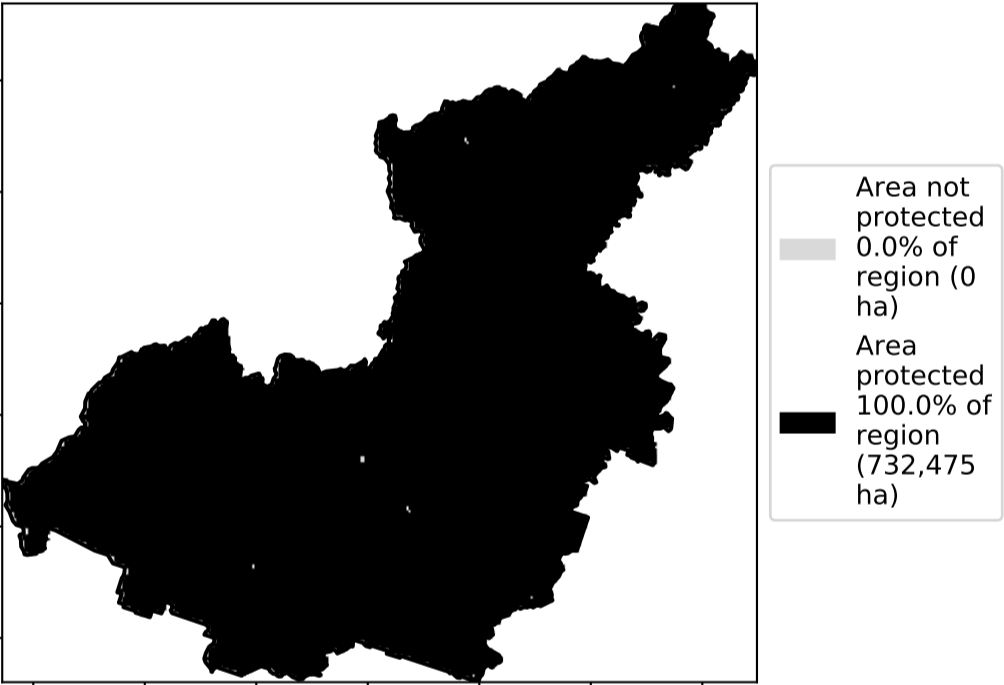 Area not
protected
0.0% of
region (0
ha)
Area
protected
100.0% of
region
(732,475
ha)